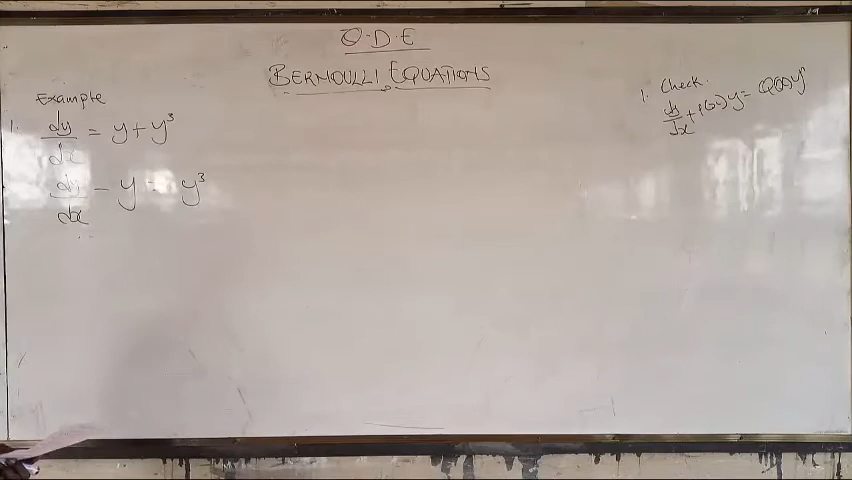 O.D.E
BERNOULLI EQUATIONS
Example
1. dy/dx = y + y³
dy/dx - y = y³
1. Check.
dy/dx + P(x)y = Q(x)yⁿ